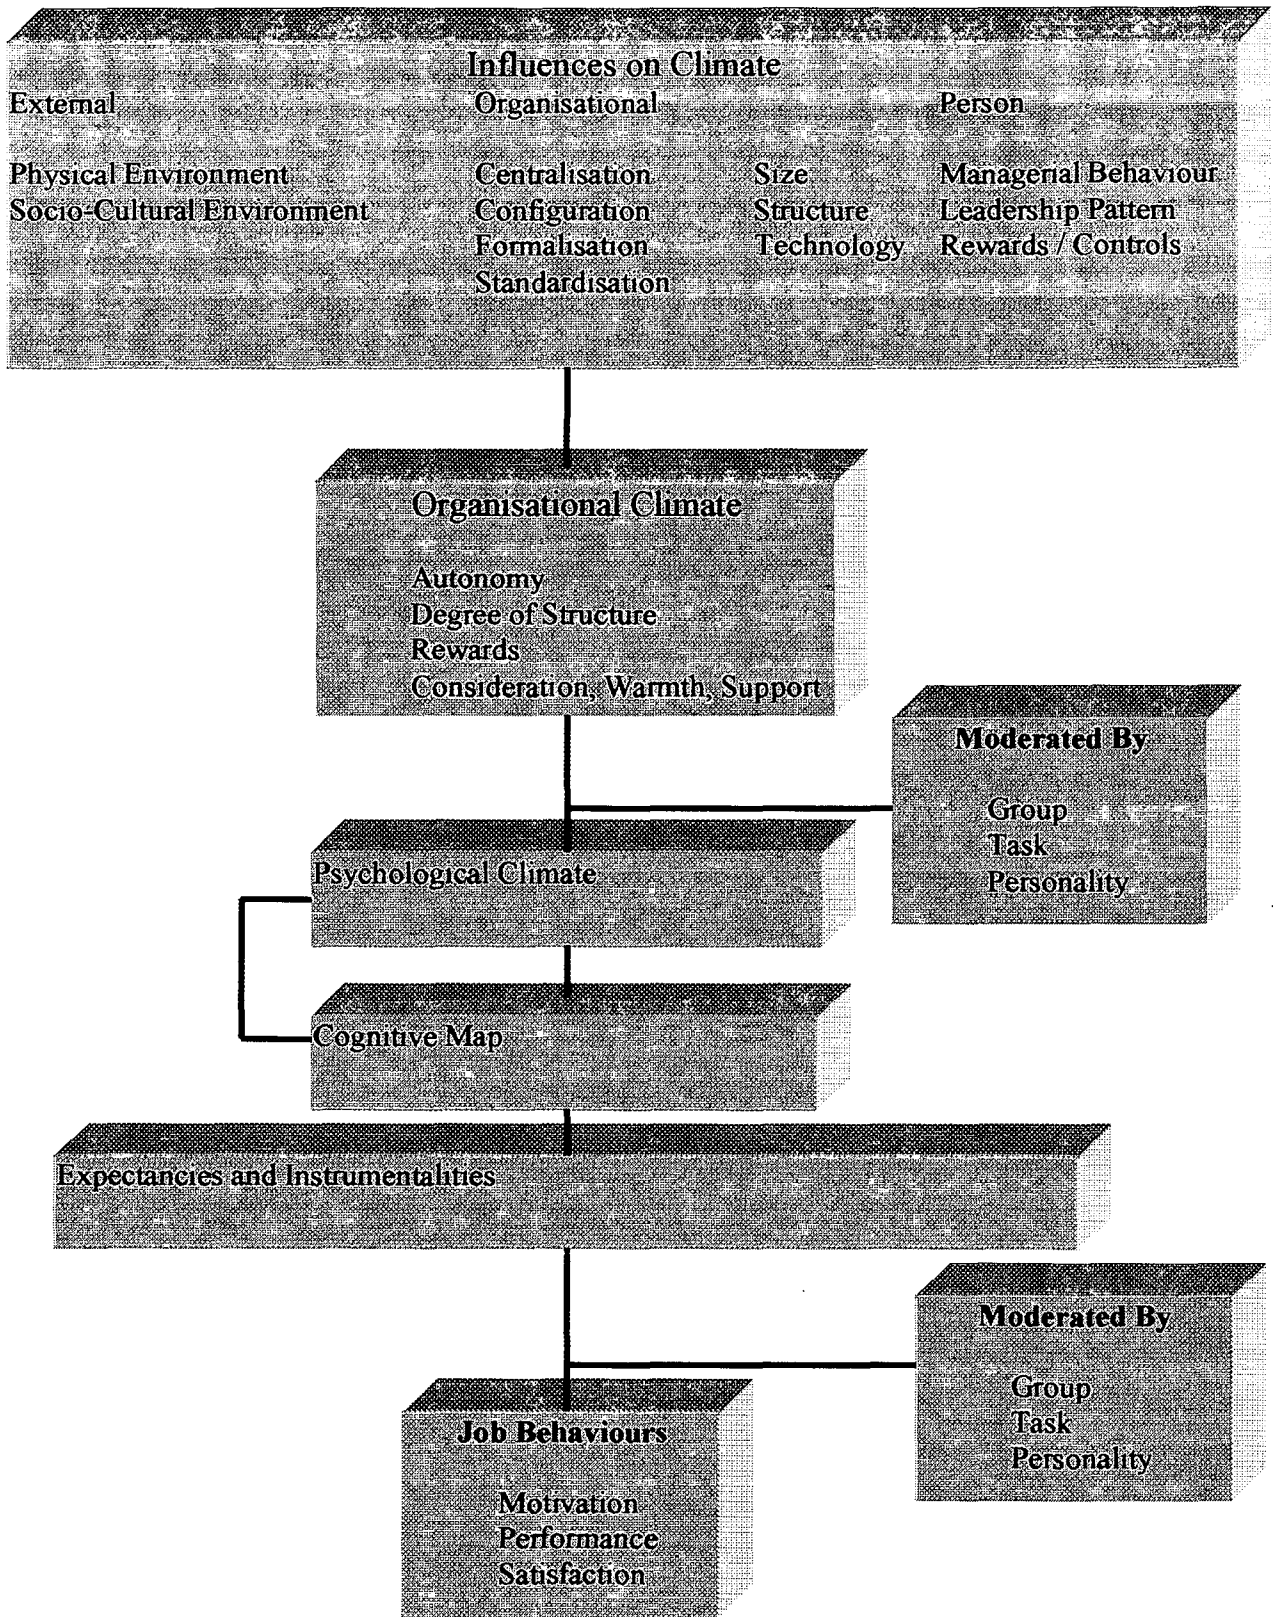 Influences on Climate
External Organisational Person
Physical Environment Centralisation Size Managerial Behaviour
Socio-Cultural Environment Configuration Structure Leadership Pattern
Formalisation Technology Rewards / Controls
Standardisation
Organisational Climate
Autonomy
Degree of Structure
Rewards
Consideration, Warmth, Support
Moderated By
Group
Task
Personality
Psychological Climate
Cognitive Map
Expectancies and Instrumentalities
Moderated By
Group
Task
Personality
Job Behaviours
Motivation
Performance
Satisfaction